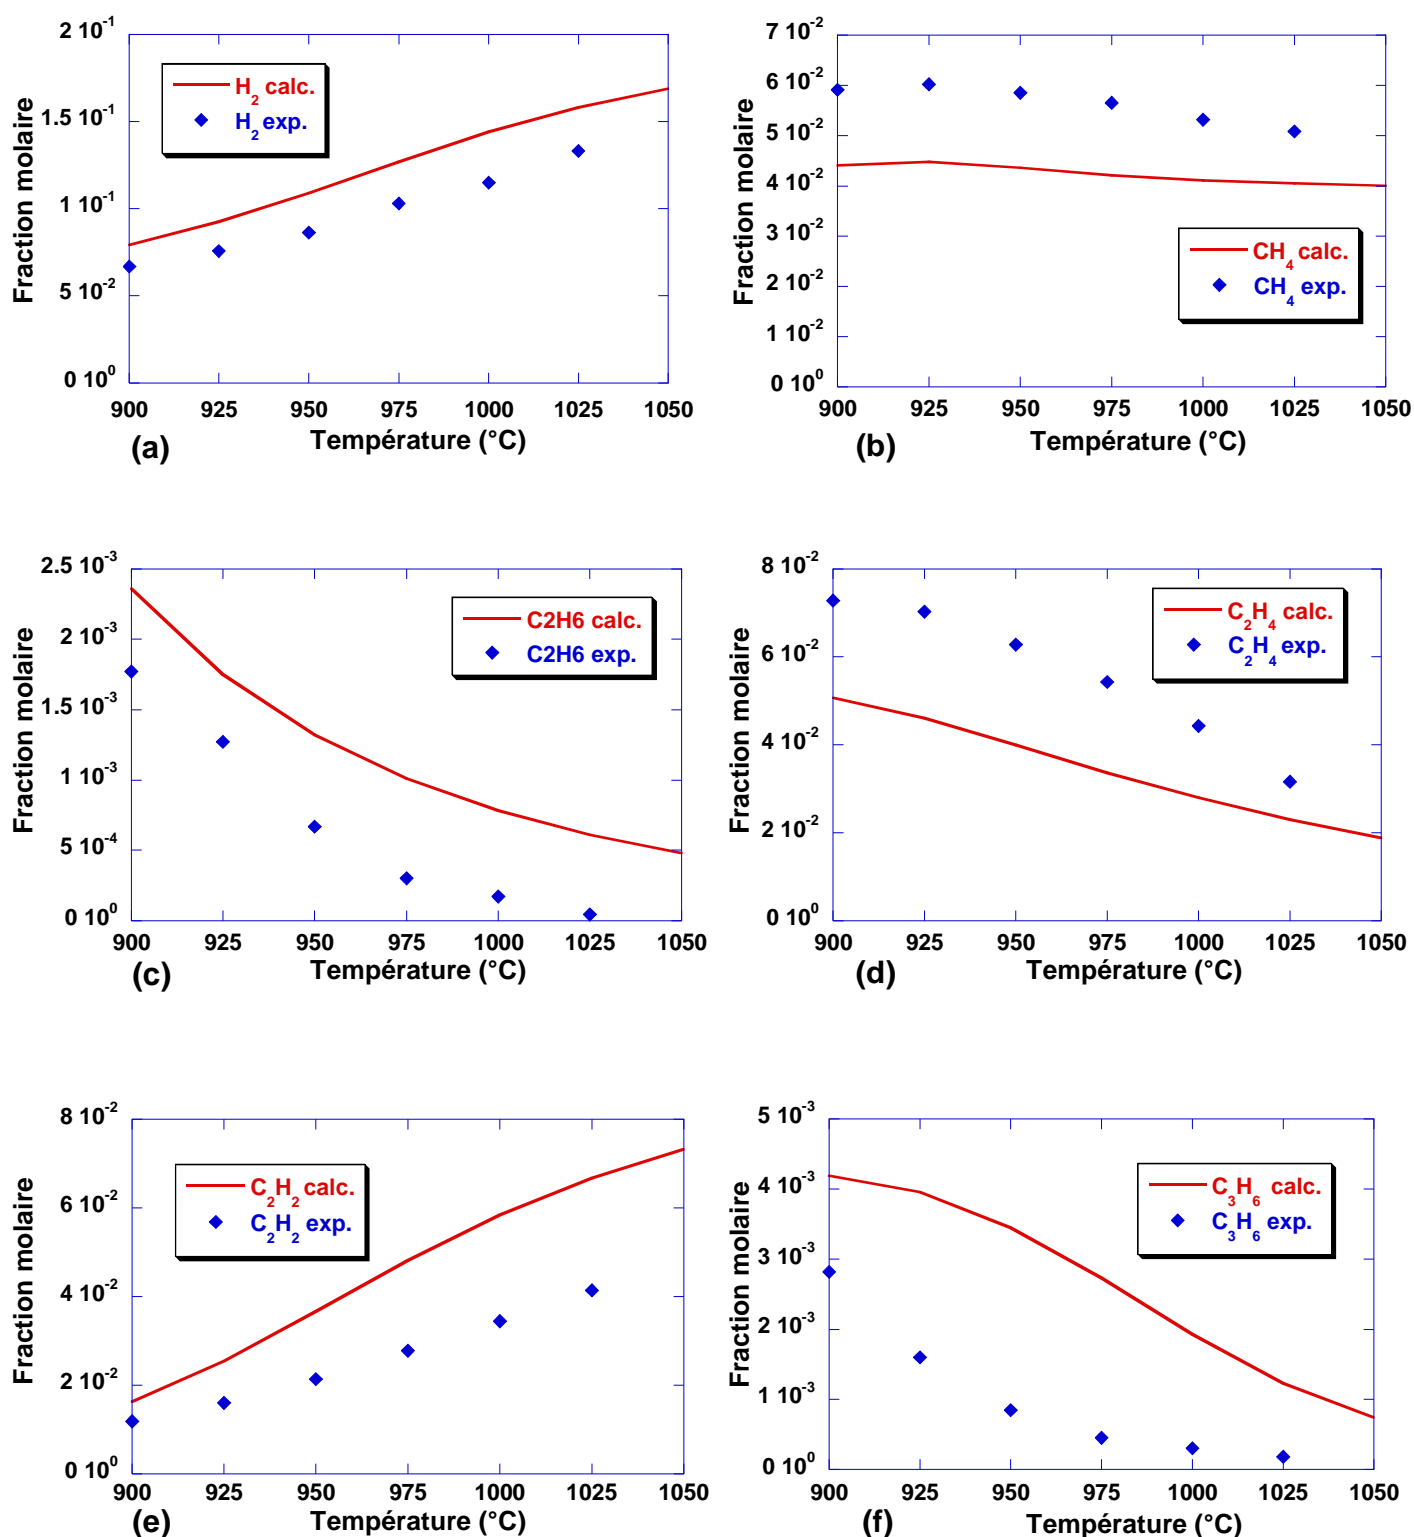 Fraction molaire
2 10⁻¹
1.5 10⁻¹
1 10⁻¹
5 10⁻²
0 10⁰
H₂ calc.
H₂ exp.
900 925 950 975 1000 1025 1050
Température (°C)
(a)
Fraction molaire
7 10⁻²
6 10⁻²
5 10⁻²
4 10⁻²
3 10⁻²
2 10⁻²
1 10⁻²
0 10⁰
CH₄ calc.
CH₄ exp.
900 925 950 975 1000 1025 1050
Température (°C)
(b)
Fraction molaire
2.5 10⁻³
2 10⁻³
1.5 10⁻³
1 10⁻³
5 10⁻⁴
0 10⁰
C2H6 calc.
C2H6 exp.
900 925 950 975 1000 1025 1050
Température (°C)
(c)
Fraction molaire
8 10⁻²
6 10⁻²
4 10⁻²
2 10⁻²
0 10⁰
C₂H₄ calc.
C₂H₄ exp.
900 925 950 975 1000 1025 1050
Température (°C)
(d)
Fraction molaire
8 10⁻²
6 10⁻²
4 10⁻²
2 10⁻²
0 10⁰
C₂H₂ calc.
C₂H₂ exp.
900 925 950 975 1000 1025 1050
Température (°C)
(e)
Fraction molaire
5 10⁻³
4 10⁻³
3 10⁻³
2 10⁻³
1 10⁻³
0 10⁰
C₃H₆ calc.
C₃H₆ exp.
900 925 950 975 1000 1025 1050
Température (°C)
(f)